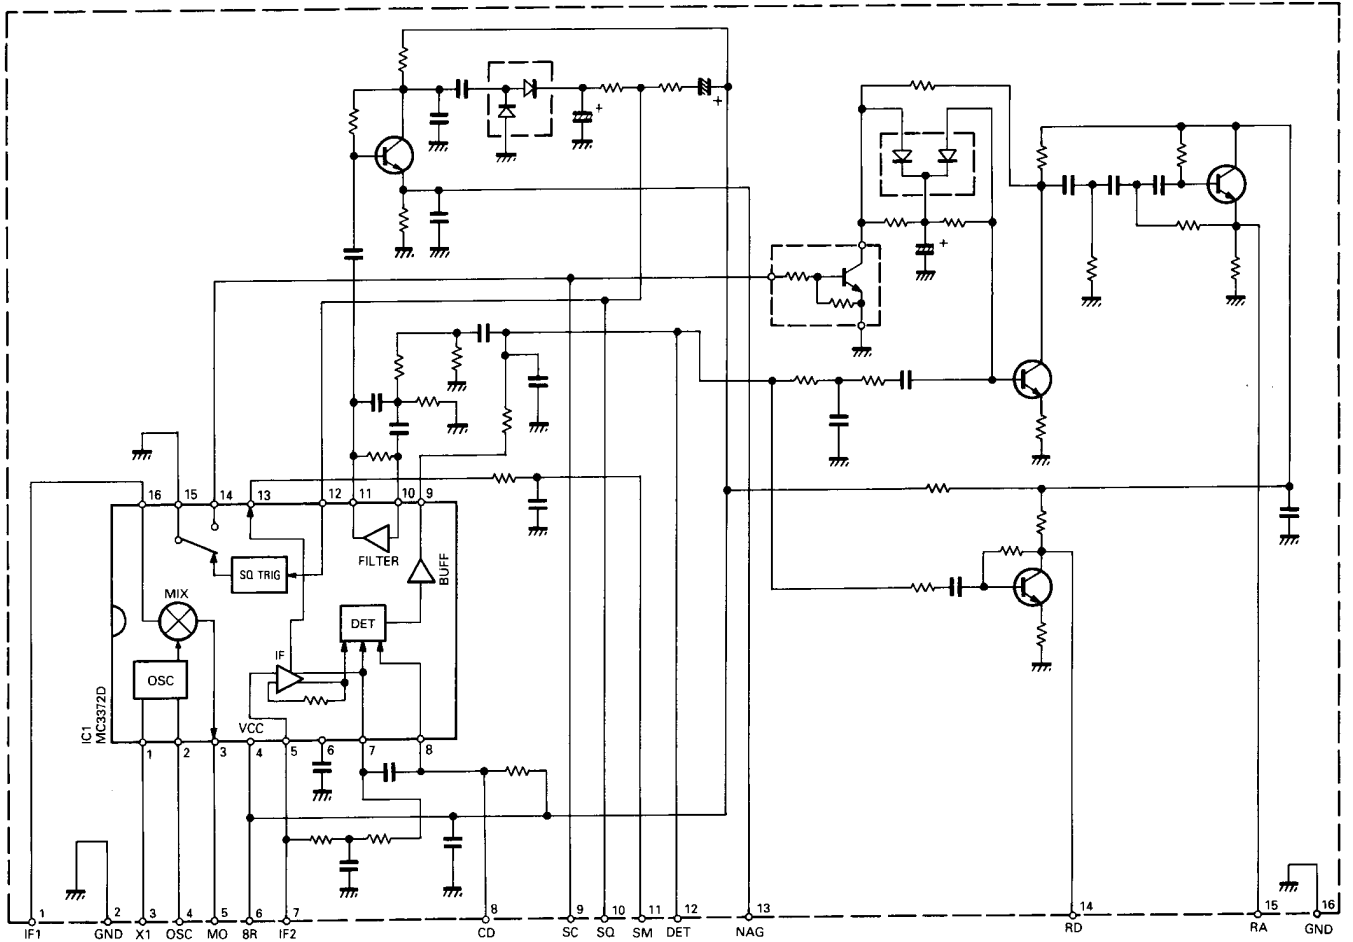 +
+
+
16 15 14 13 12 11 10 9
FILTER
BUFF
SQ TRIG
MIX
DET
IF
OSC
IC1
MC3372D
VCC
1 2 3 4 5 6 7 8
1 2 3 4 5 6 7 8 9 10 11 12 13 14 15 16
IF1 GND X1 OSC MO 8R IF2 CD SC SQ SM DET NAG RD RA GND